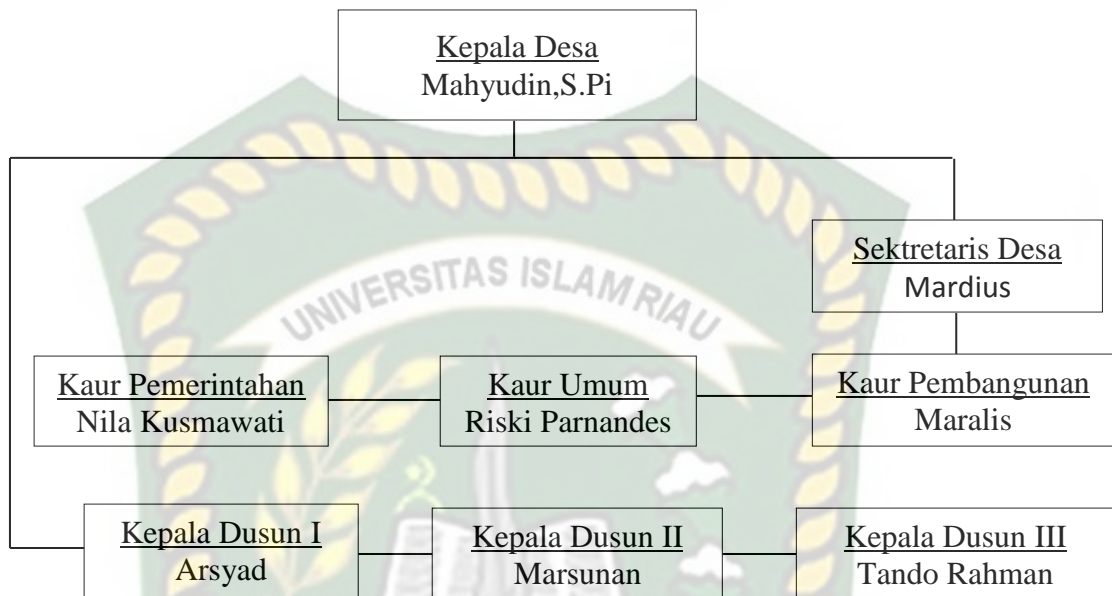 Kepala Desa
Mahyudin,S.Pi
Sektretaris Desa
Mardius
UNIVERSITAS ISLAM RIAU
Kaur Pemerintahan
Nila Kusmawati
Kaur Umum
Riski Parnandes
Kaur Pembangunan
Maralis
Kepala Dusun I
Arsyad
Kepala Dusun II
Marsunan
Kepala Dusun III
Tando Rahman